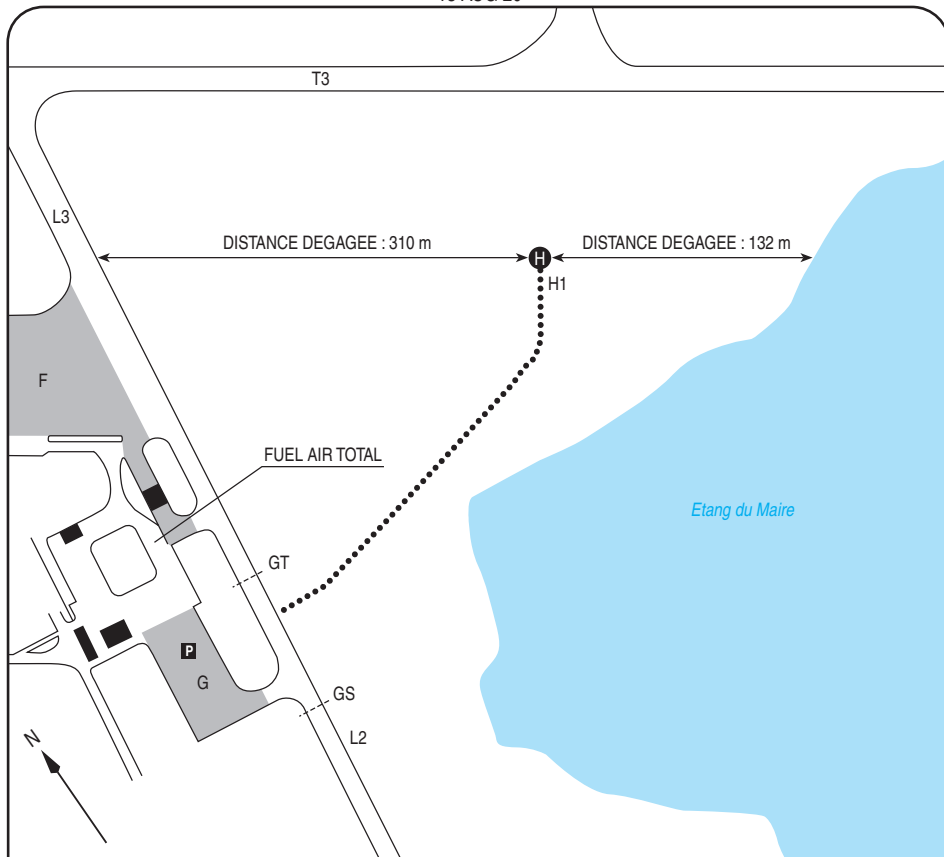 T3
L3
DISTANCE DEGAGEE : 310 m
H
DISTANCE DEGAGEE : 132 m
H1
F
FUEL AIR TOTAL
Etang du Maire
GT
P
G
GS
N
L2